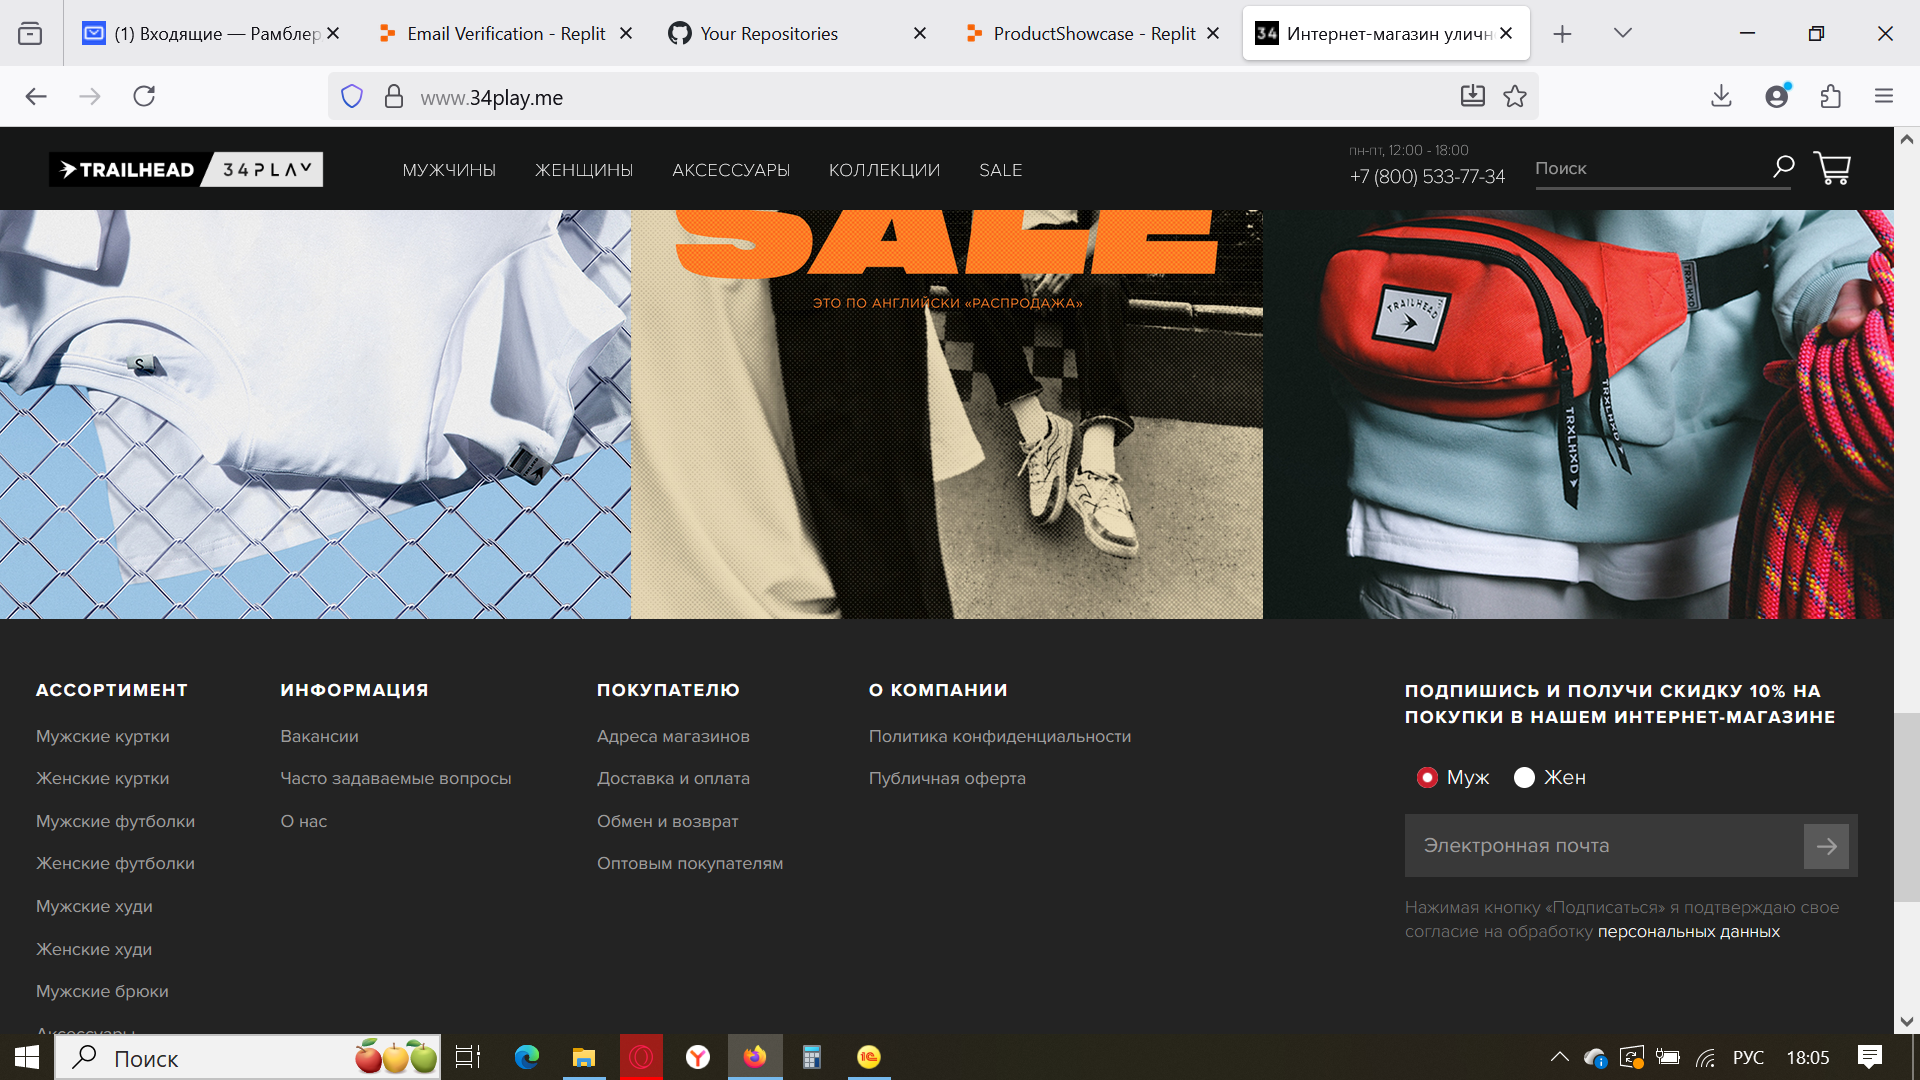 (1) Входящие — Рамблер
Email Verification - Replit
Your Repositories
ProductShowcase - Replit
34
Интернет-магазин улич
www.34play.me
TRAILHEAD 34PLAY
МУЖЧИНЫ
ЖЕНЩИНЫ
АКСЕССУАРЫ
КОЛЛЕКЦИИ
SALE
пн-пт, 12:00 - 18:00
+7 (800) 533-77-34
Поиск
SALE
ЭТО ПО АНГЛИЙСКИ «РАСПРОДАЖА»
S
TRAILHEAD
TRXLHXD
TRXLHXD
TRXLHXD
АССОРТИМЕНТ
Мужские куртки
Женские куртки
Мужские футболки
Женские футболки
Мужские худи
Женские худи
Мужские брюки
Аксессуары
ИНФОРМАЦИЯ
Вакансии
Часто задаваемые вопросы
О нас
ПОКУПАТЕЛЮ
Адреса магазинов
Доставка и оплата
Обмен и возврат
Оптовым покупателям
О КОМПАНИИ
Политика конфиденциальности
Публичная оферта
ПОДПИШИСЬ И ПОЛУЧИ СКИДКУ 10% НА
ПОКУПКИ В НАШЕМ ИНТЕРНЕТ-МАГАЗИНЕ
Муж
Жен
Электронная почта
Нажимая кнопку «Подписаться» я подтверждаю свое
согласие на обработку персональных данных
Поиск
1С
РУС
18:05